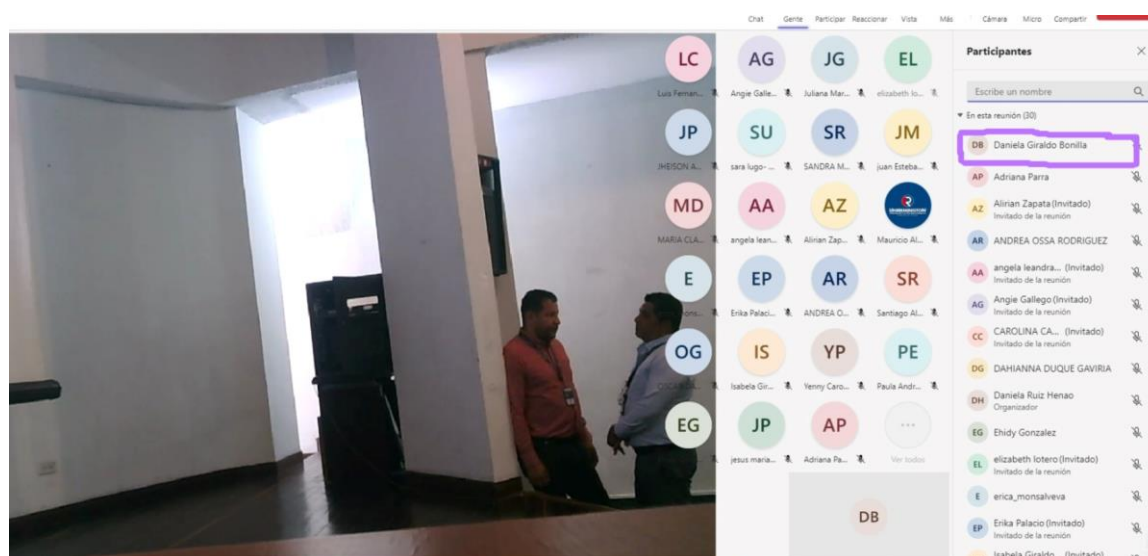 Chat Gente Participar Reaccionar Vista Más Cámara Micro Compartir
LC AG JG EL
Luis Fernan... Angie Galle... Juliana Mar... elizabeth lo...
JP SU SR JM
JHEISON A... sara lugo-... SANDRA M... juan Esteba...
MD AA AZ
MARIA CLA... angela lean... Alirian Zap... Mauricio Al...
E EP AR SR
Erika Palaci... ANDREA O... Santiago Al...
OG IS YP PE
Isabela Gir... Yenny Caro... Paula Andr...
EG JP AP
jesus maria... Adriana Pa... Ver todos
DB
Participantes
Escribe un nombre
En esta reunión (30)
DB Daniela Giraldo Bonilla
AP Adriana Parra
AZ Alirian Zapata (Invitado)
Invitado de la reunión
AR ANDREA OSSA RODRIGUEZ
AA angela leandra... (Invitado)
Invitado de la reunión
AG Angie Gallego (Invitado)
Invitado de la reunión
CC CAROLINA CA... (Invitado)
Invitado de la reunión
DG DAHIANNA DUQUE GAVIRIA
DH Daniela Ruiz Henao
Organizador
EG Ehidy Gonzalez
EL elizabeth lotero (Invitado)
Invitado de la reunión
E erica_monsalveva
EP Erika Palacio (Invitado)
Invitado de la reunión
Isabela Giraldo... (Invitado)